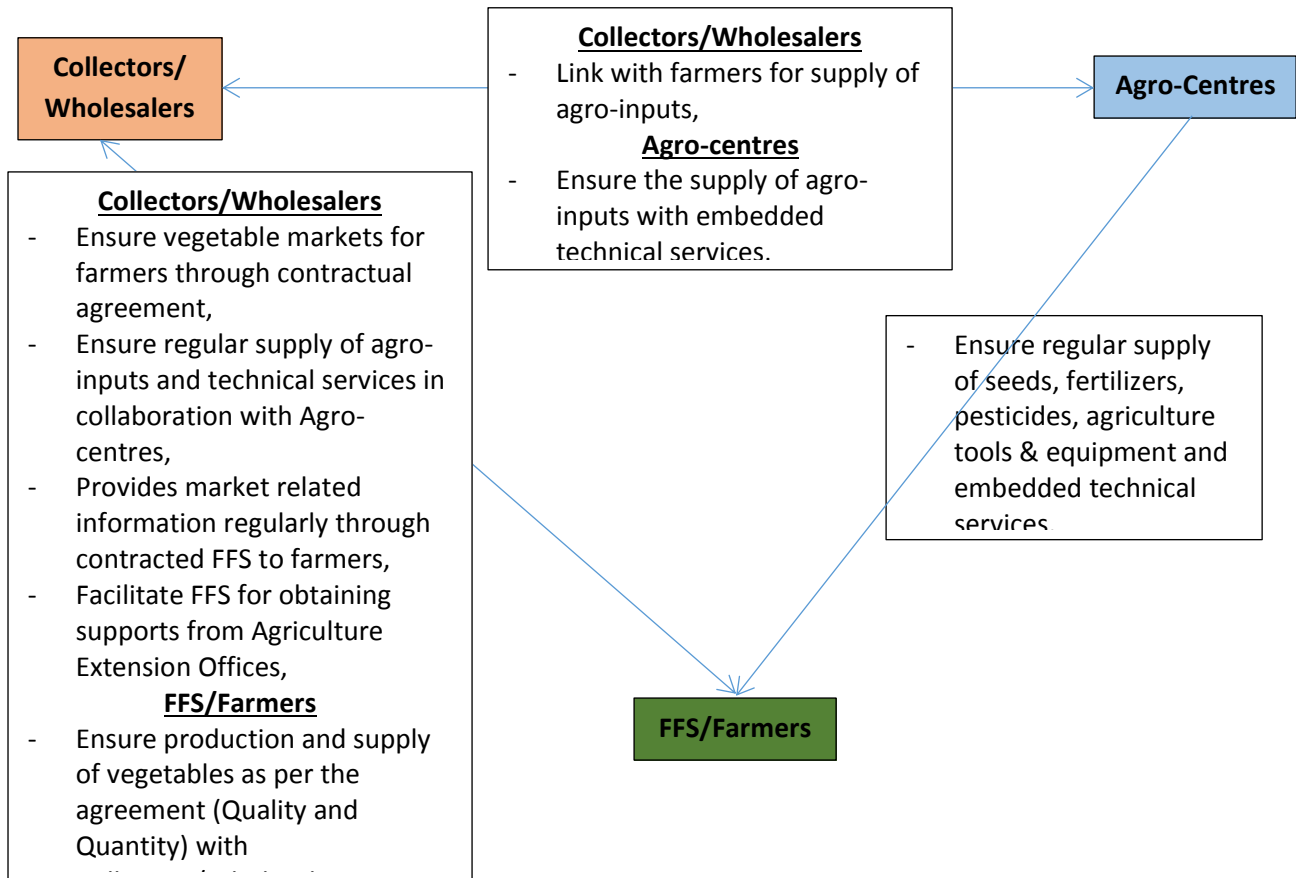 Collectors/
Wholesalers
Collectors/Wholesalers
- Link with farmers for supply of
agro-inputs,
Agro-centres
- Ensure the supply of agro-
inputs with embedded
technical services.
Agro-Centres
Collectors/Wholesalers
- Ensure vegetable markets for
farmers through contractual
agreement,
- Ensure regular supply of agro-
inputs and technical services in
collaboration with Agro-
centres,
- Provides market related
information regularly through
contracted FFS to farmers,
- Facilitate FFS for obtaining
supports from Agriculture
Extension Offices,
FFS/Farmers
- Ensure production and supply
of vegetables as per the
agreement (Quality and
Quantity) with
- Ensure regular supply
of seeds, fertilizers,
pesticides, agriculture
tools & equipment and
embedded technical
services.
FFS/Farmers